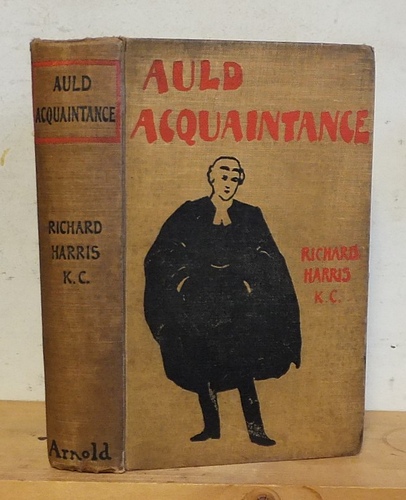 AULD
ACQUAINTANCE
RICHARD
HARRIS
K.C.
Arnold
AULD
ACQUAINTANCE
RICHARD
HARRIS
K.C.